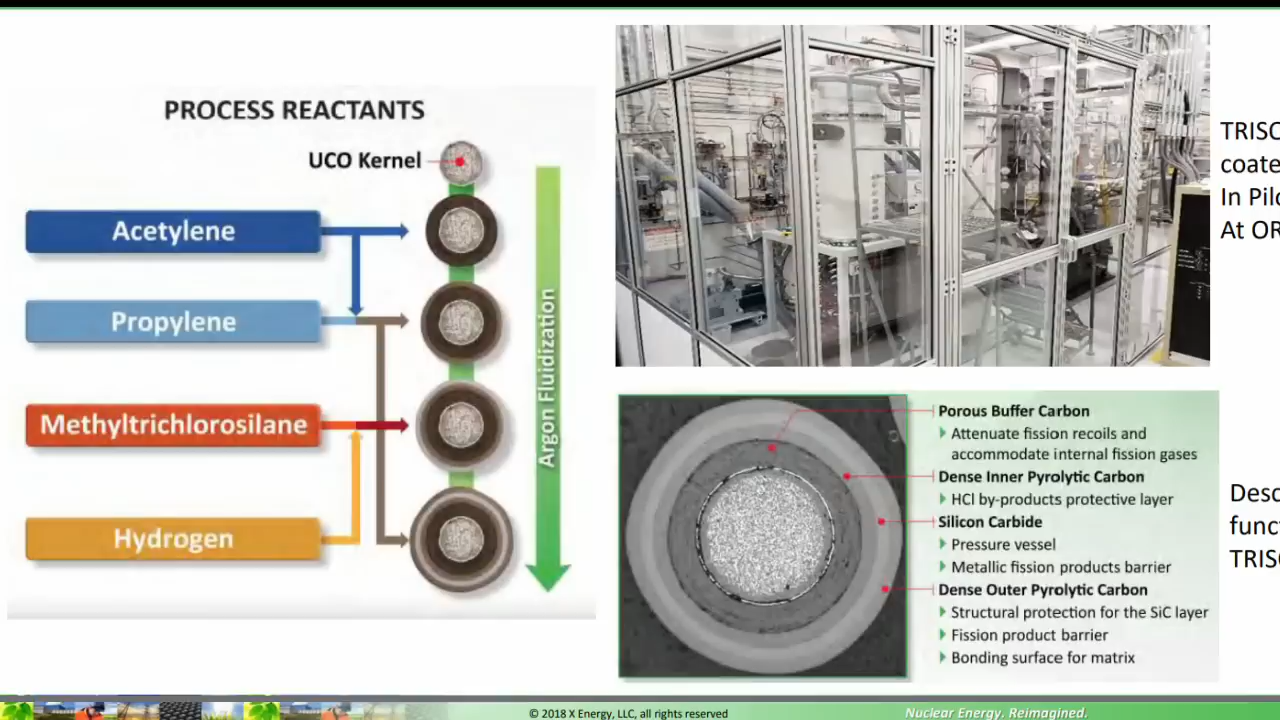 PROCESS REACTANTS
UCO Kernel
Acetylene
Propylene
Methyltrichlorosilane
Hydrogen
Argon Fluidization
TRISO
coate
In Pilo
At OR
Porous Buffer Carbon
Attenuate fission recoils and
accommodate internal fission gases
Dense Inner Pyrolytic Carbon
HCl by-products protective layer
Silicon Carbide
Pressure vessel
Metallic fission products barrier
Dense Outer Pyrolytic Carbon
Structural protection for the SiC layer
Fission product barrier
Bonding surface for matrix
Desc
func
TRISO
© 2018 X Energy, LLC, all rights reserved
Nuclear Energy. Reimagined.